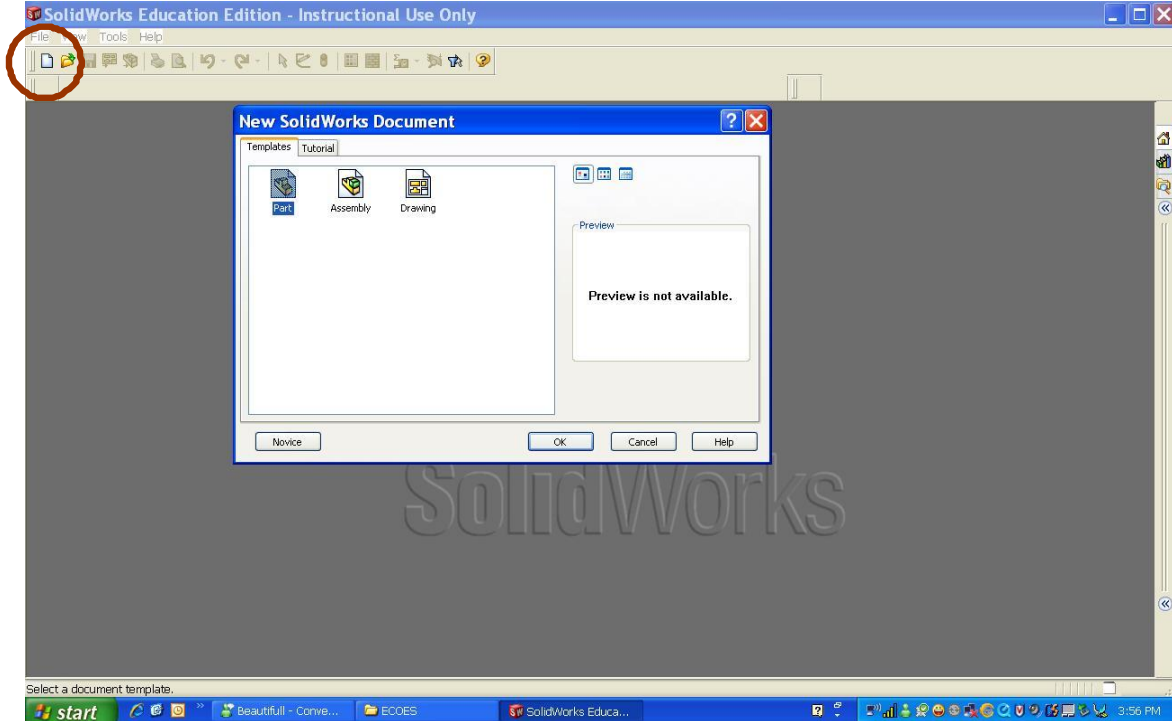 SolidWorks Education Edition - Instructional Use Only
File View Tools Help
New SolidWorks Document
Templates Tutorial
Part Assembly Drawing
Preview
Preview is not available.
Novice OK Cancel Help
SolidWorks
Select a document template.
start Beautifull - Conve... ECOES SolidWorks Educa... 3:56 PM